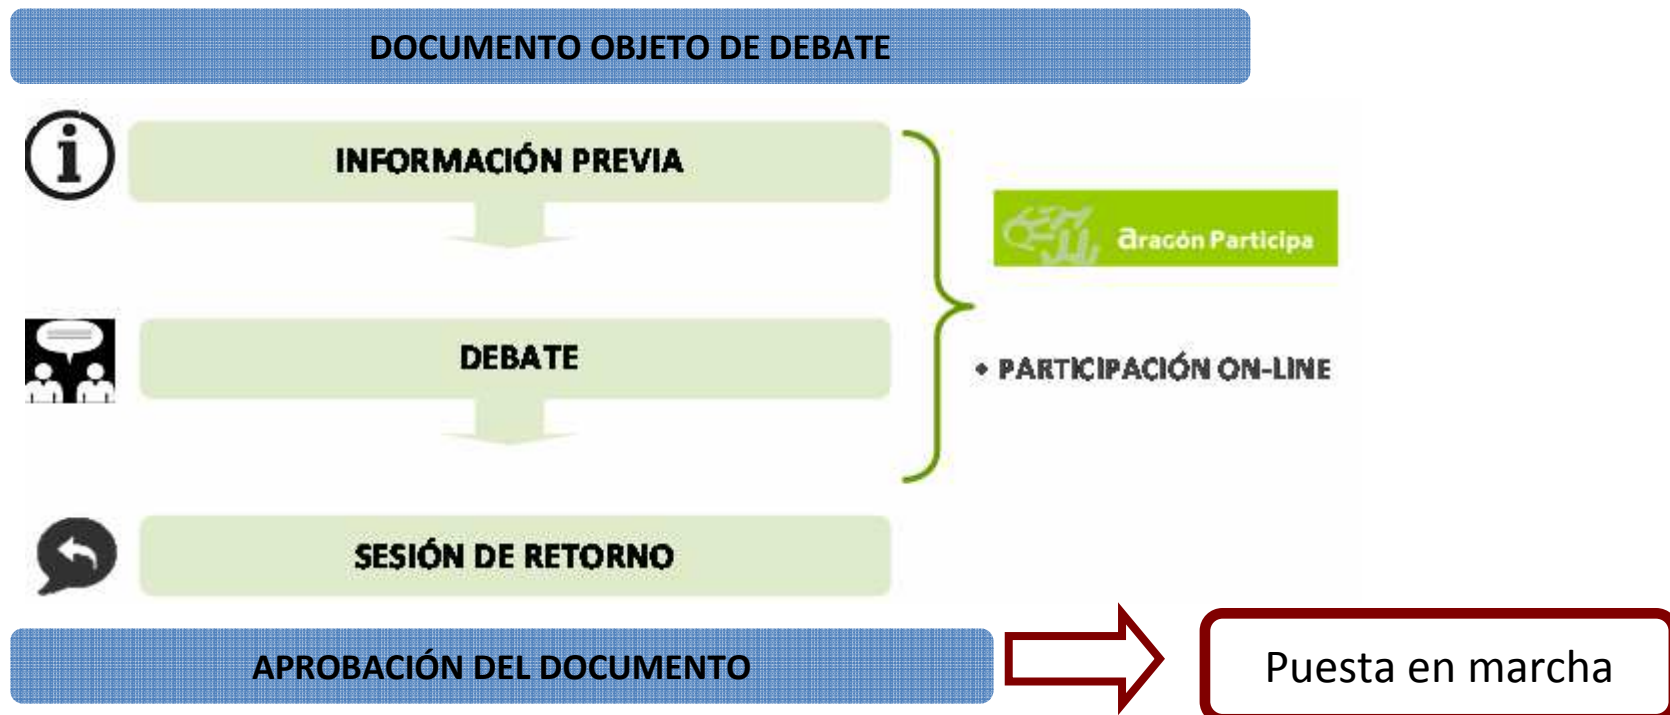 DOCUMENTO OBJETO DE DEBATE
INFORMACIÓN PREVIA
aragón Participa
DEBATE
• PARTICIPACIÓN ON-LINE
SESIÓN DE RETORNO
APROBACIÓN DEL DOCUMENTO
Puesta en marcha